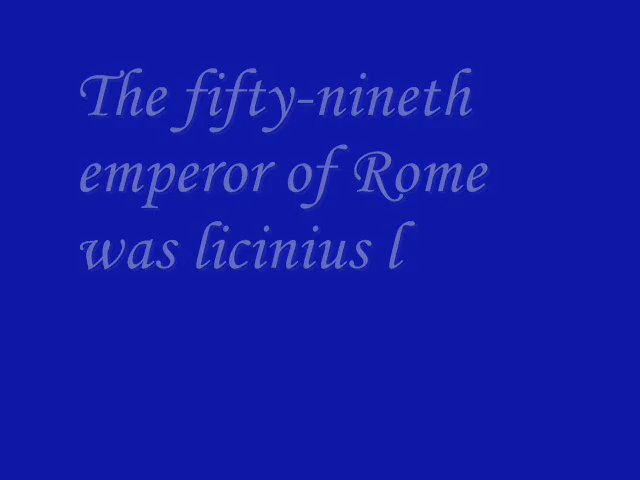 The fifty-nineth
emperor of Rome
was licinius l